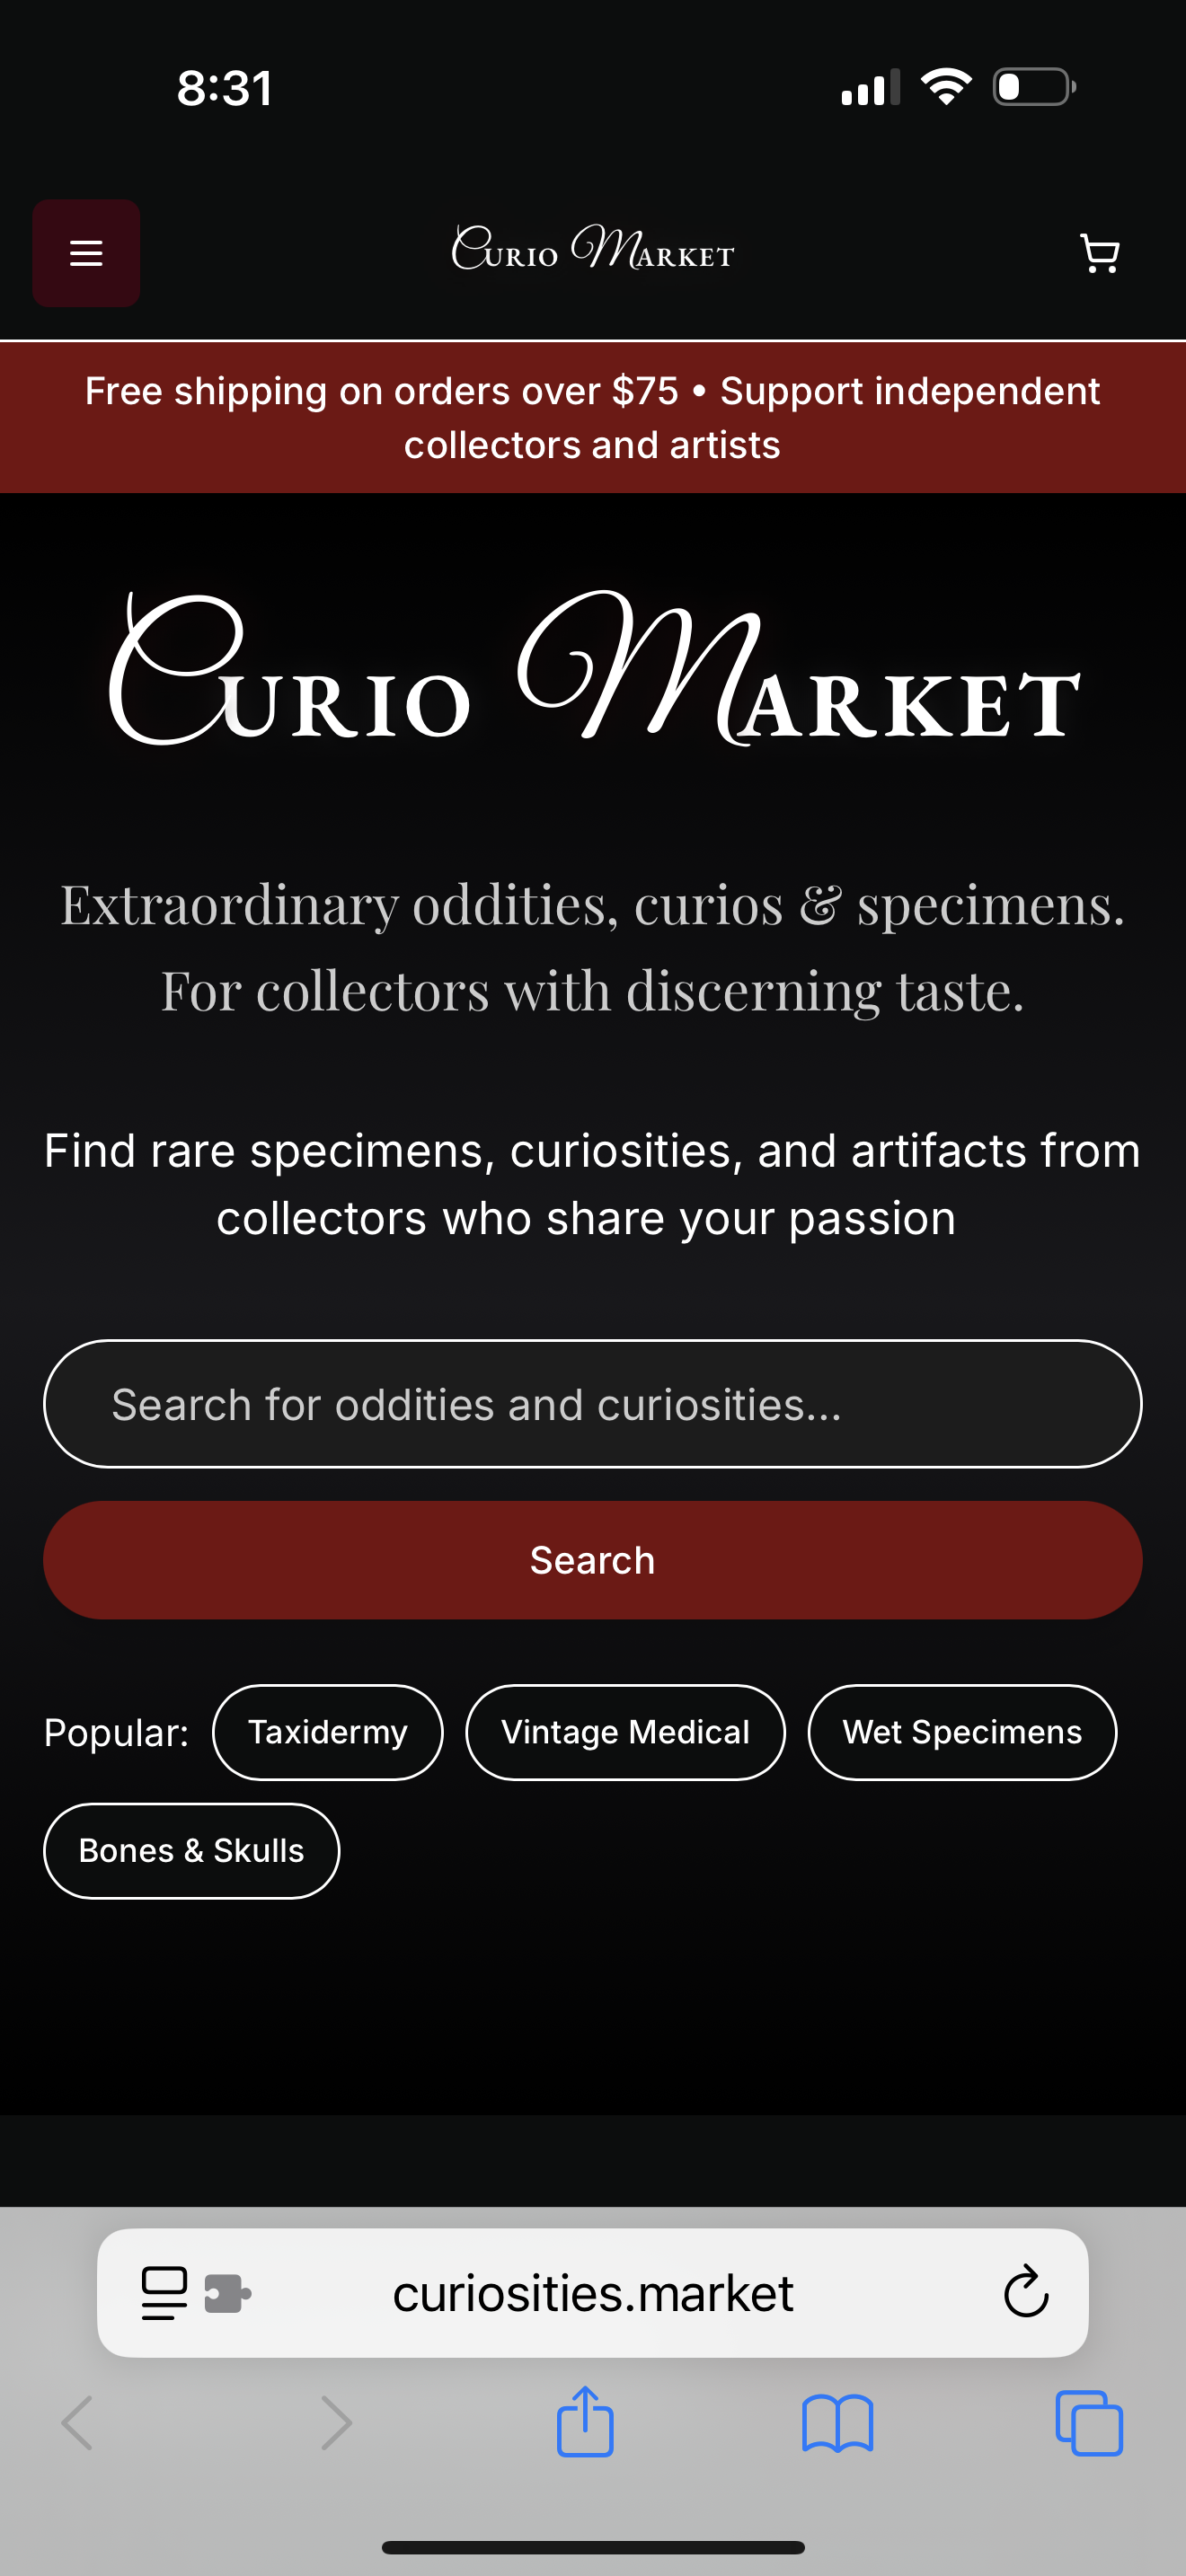 8:31
Curio Market
Free shipping on orders over $75 • Support independent
collectors and artists
Curio Market
Extraordinary oddities, curios & specimens.
For collectors with discerning taste.
Find rare specimens, curiosities, and artifacts from
collectors who share your passion
Search for oddities and curiosities...
Search
Popular: Taxidermy Vintage Medical Wet Specimens
Bones & Skulls
curiosities.market